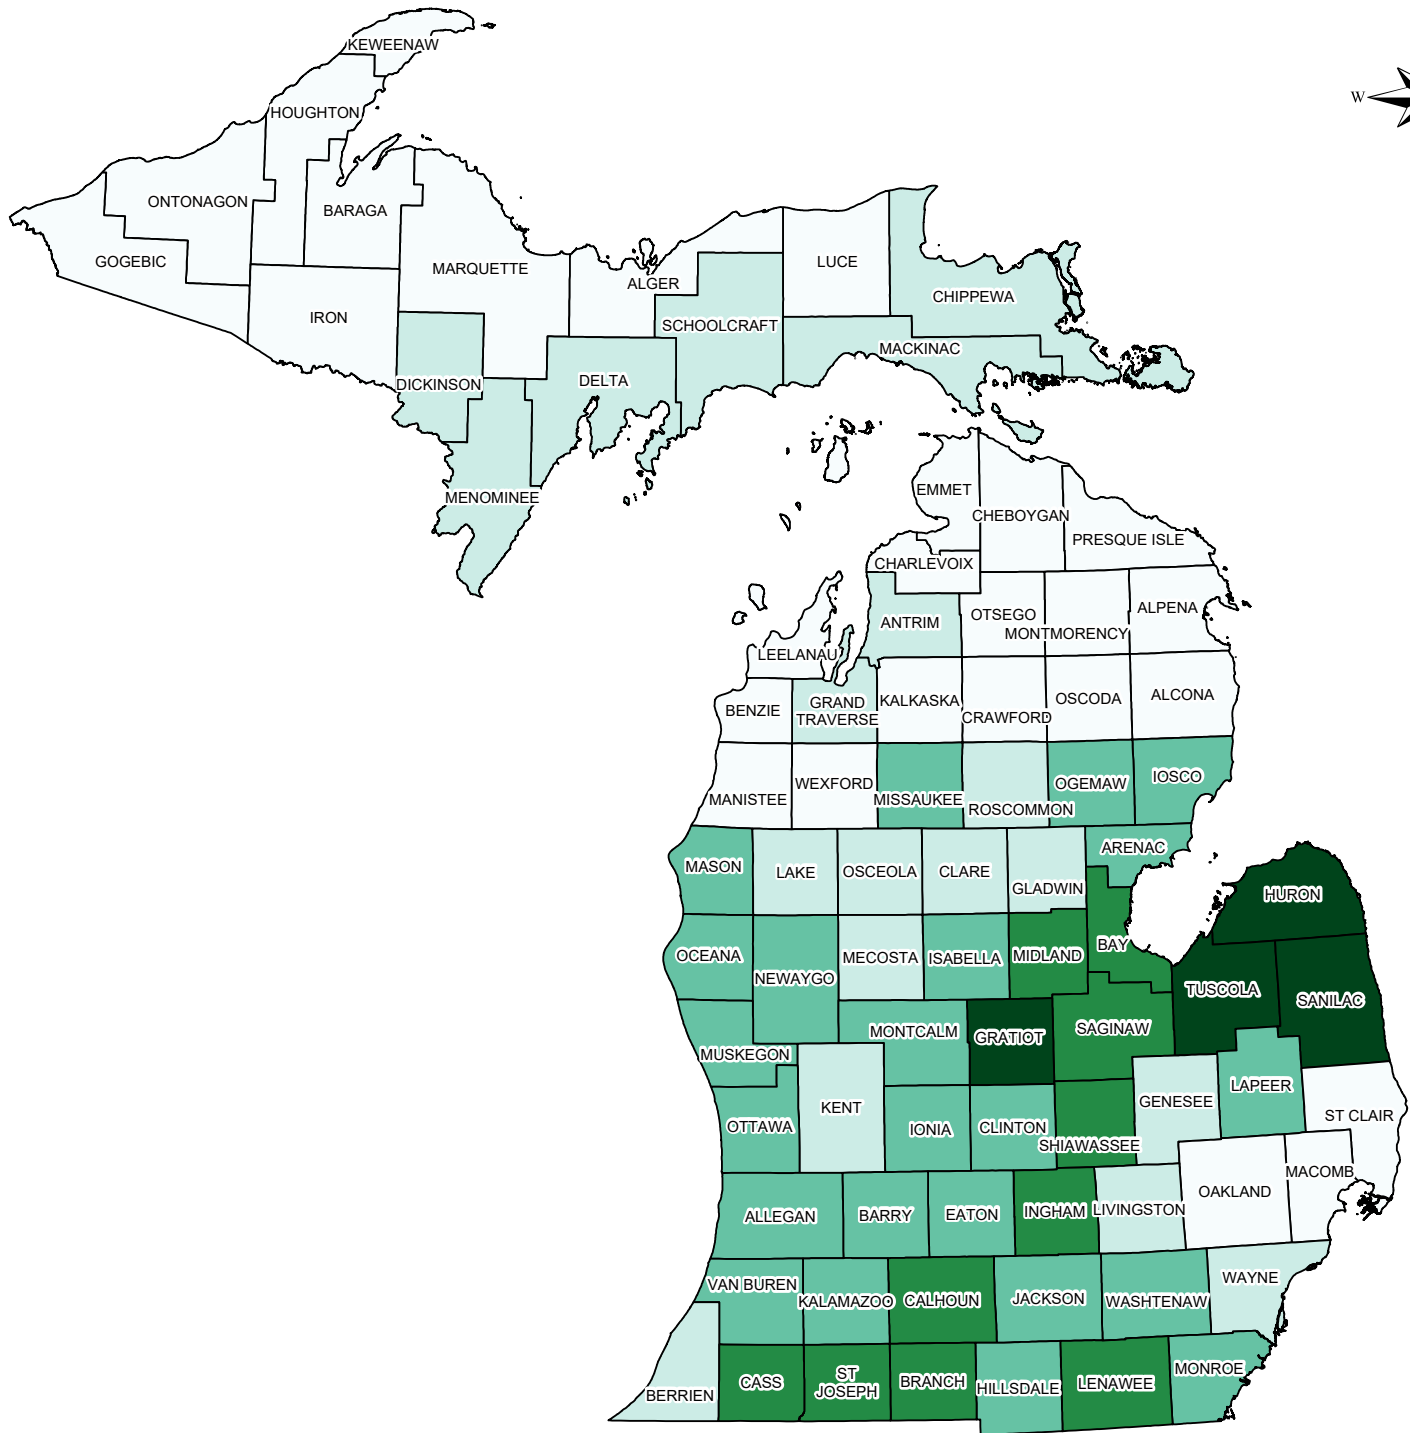 KEWEENAW
W
HOUGHTON
ONTONAGON
BARAGA
GOGEBIC
MARQUETTE
LUCE
ALGER
CHIPPEWA
IRON
SCHOOLCRAFT
MACKINAC
DICKINSON
DELTA
MENOMINEE
EMMET
CHEBOYGAN
PRESQUE ISLE
CHARLEVOIX
ANTRIM
OTSEGO
MONTMORENCY
ALPENA
LEELANAU
BENZIE
GRAND
TRAVERSE
KALKASKA
CRAWFORD
OSCODA
ALCONA
MANISTEE
WEXFORD
MISSAUKEE
ROSCOMMON
OGEMAW
IOSCO
ARENAC
MASON
LAKE
OSCEOLA
CLARE
GLADWIN
HURON
OCEANA
NEWAYGO
MECOSTA
ISABELLA
MIDLAND
BAY
TUSCOLA
SANILAC
MUSKEGON
MONTCALM
GRATIOT
SAGINAW
OTTAWA
KENT
IONIA
CLINTON
SHIAWASSEE
GENESEE
LAPEER
ST CLAIR
ALLEGAN
BARRY
EATON
INGHAM
LIVINGSTON
OAKLAND
MACOMB
VAN BUREN
KALAMAZOO
CALHOUN
JACKSON
WASHTENAW
WAYNE
BERRIEN
CASS
ST
JOSEPH
BRANCH
HILLSDALE
LENAWEE
MONROE